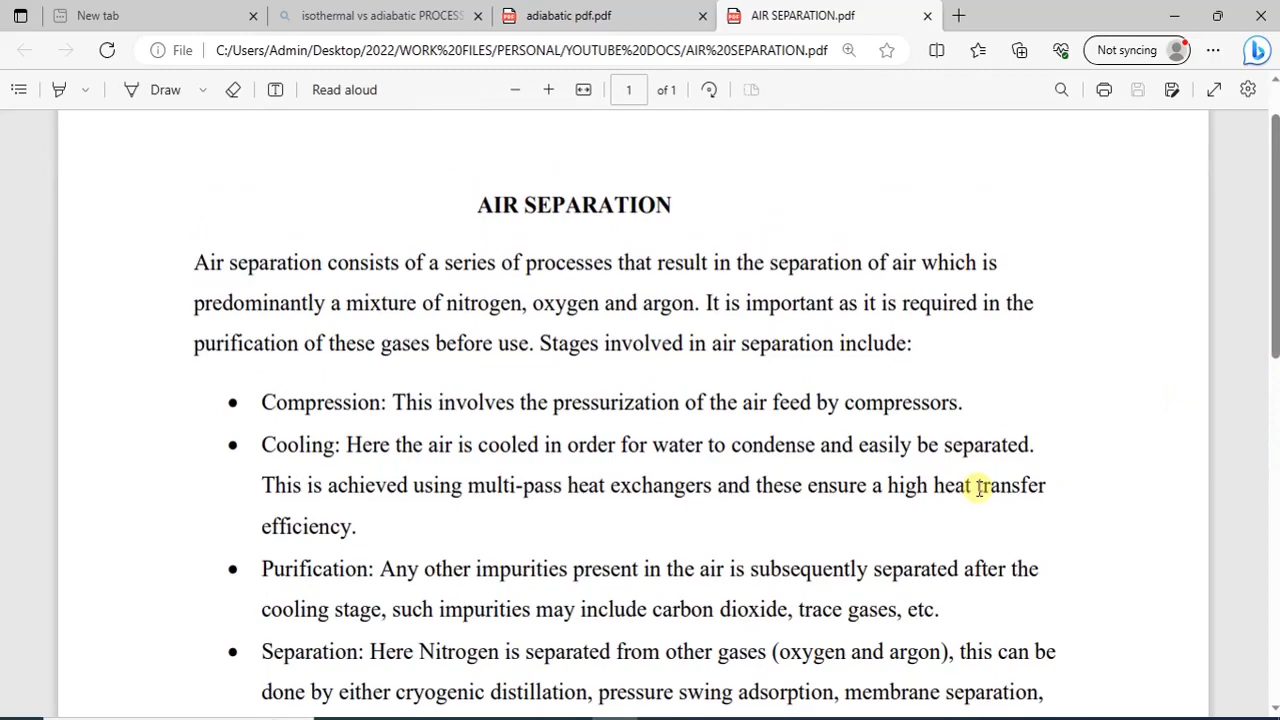 New tab
isothermal vs adiabatic PROCESS
adiabatic pdf.pdf
AIR SEPARATION.pdf
File
C:/Users/Admin/Desktop/2022/WORK%20FILES/PERSONAL/YOUTUBE%20DOCS/AIR%20SEPARATION.pdf
Not syncing
Draw
Read aloud
1
of 1
AIR SEPARATION
Air separation consists of a series of processes that result in the separation of air which is
predominantly a mixture of nitrogen, oxygen and argon. It is important as it is required in the
purification of these gases before use. Stages involved in air separation include:
• Compression: This involves the pressurization of the air feed by compressors.
• Cooling: Here the air is cooled in order for water to condense and easily be separated.
This is achieved using multi-pass heat exchangers and these ensure a high heat transfer
efficiency.
• Purification: Any other impurities present in the air is subsequently separated after the
cooling stage, such impurities may include carbon dioxide, trace gases, etc.
• Separation: Here Nitrogen is separated from other gases (oxygen and argon), this can be
done by either cryogenic distillation, pressure swing adsorption, membrane separation,